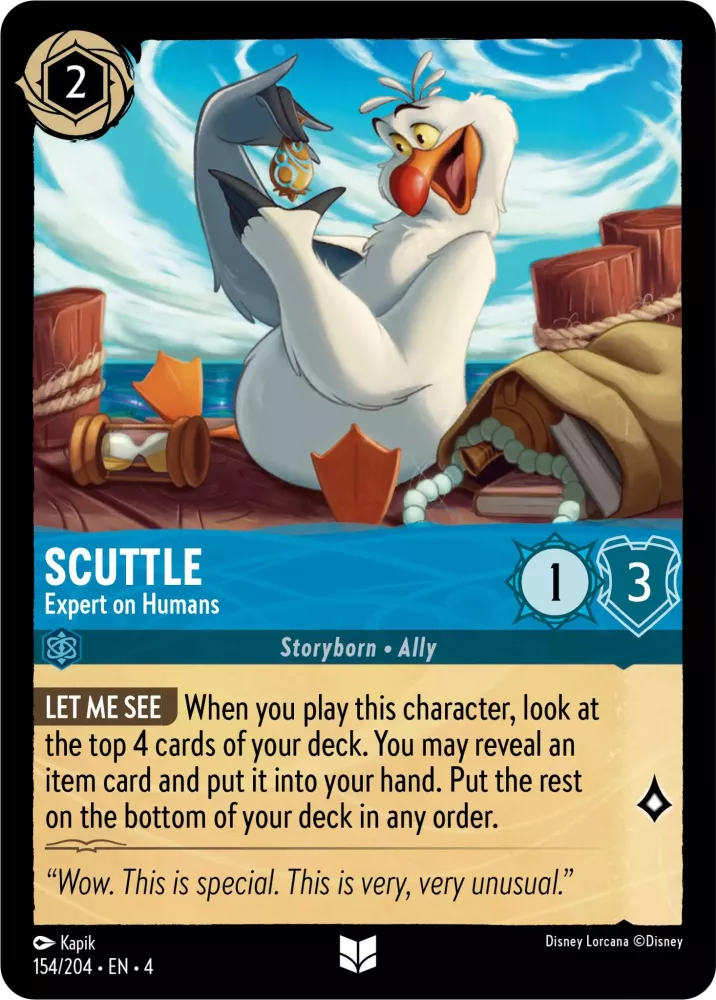 2
SCUTTLE
Expert on Humans
1
3
Storyborn • Ally
LET ME SEE When you play this character, look at
the top 4 cards of your deck. You may reveal an
item card and put it into your hand. Put the rest
on the bottom of your deck in any order.
“Wow. This is special. This is very, very unusual.”
Kapik
Disney Lorcana ©Disney
154/204 • EN • 4